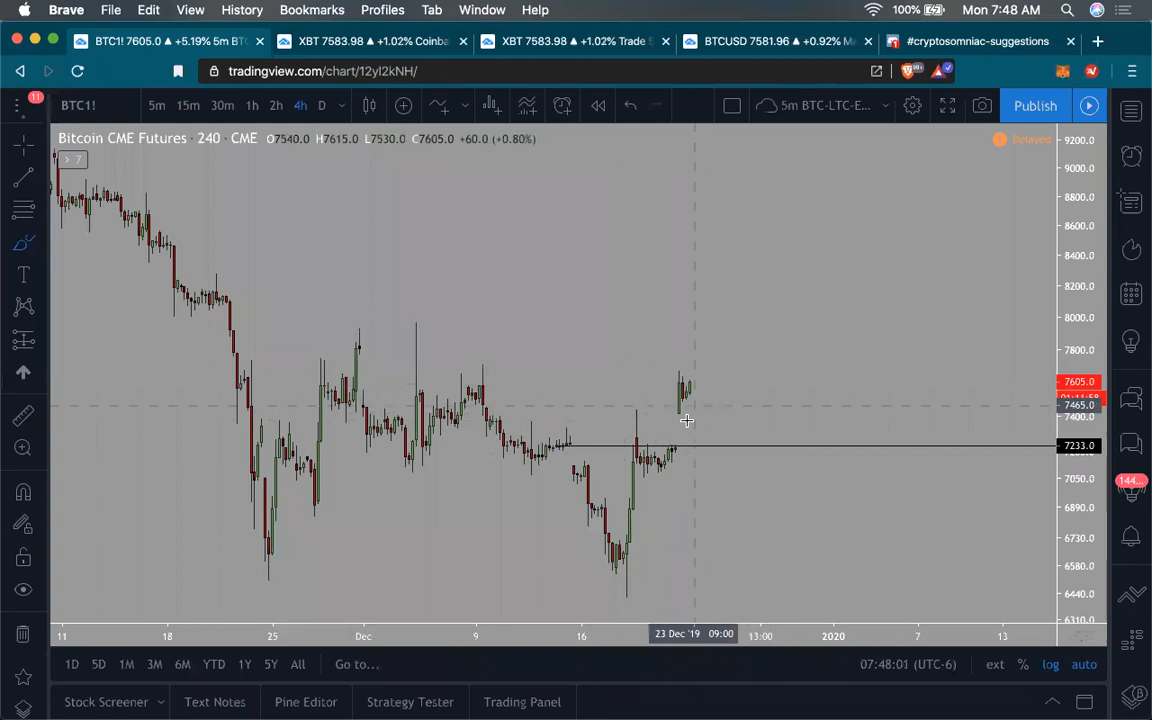 Brave File Edit View History Bookmarks Profiles Tab Window Help 100% Mon 7:48 AM
BTC1! 7605.0 ▲ +5.19% 5m BT XBT 7583.98 ▲ +1.02% Coinba XBT 7583.98 ▲ +1.02% Trade 5 BTCUSD 7581.96 ▲ +0.92% M #cryptosomniac-suggestions
tradingview.com/chart/12yl2kNH/
11
BTC1! 5m 15m 30m 1h 2h 4h D 5m BTC-LTC-E... Publish
Bitcoin CME Futures · 240 · CME O7540.0 H7615.0 L7530.0 C7605.0 +60.0 (+0.80%) Delayed
7
9200.0
9000.0
8800.0
8600.0
8400.0
8200.0
8000.0
7800.0
7605.0
7465.0
7400.0
7233.0
7050.0
6890.0
6730.0
6580.0
6440.0
6310.0
144...
11 18 25 Dec 9 16 23 Dec '19 09:00 13:00 2020 7 13
1D 5D 1M 3M 6M YTD 1Y 5Y All Go to... 07:48:01 (UTC-6) ext % log auto
Stock Screener Text Notes Pine Editor Strategy Tester Trading Panel